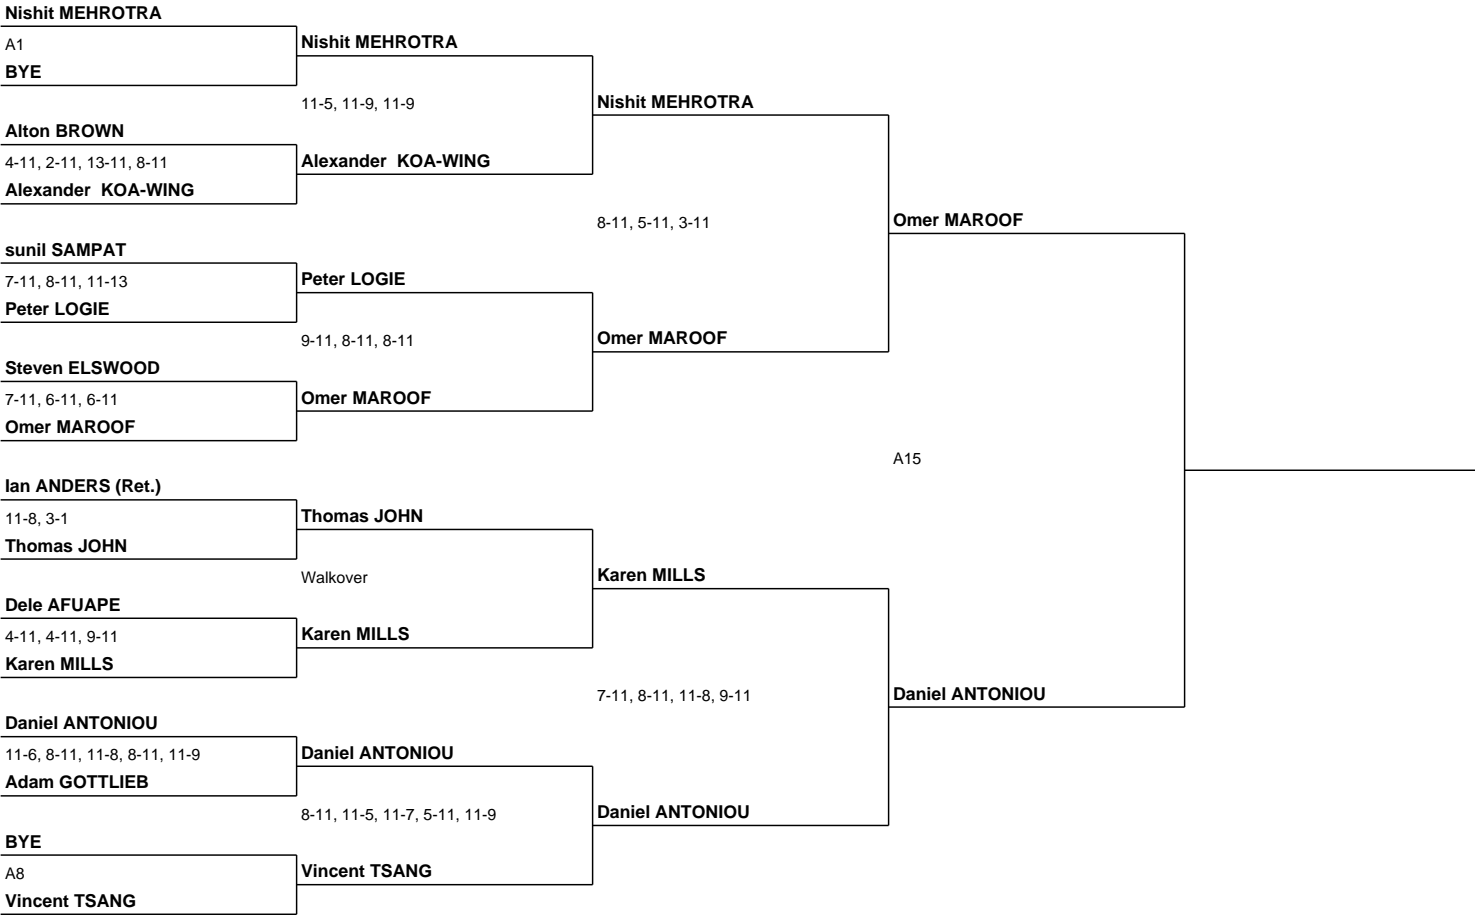 Nishit MEHROTRA
A1
BYE
Alton BROWN
4-11, 2-11, 13-11, 8-11
Alexander KOA-WING
sunil SAMPAT
7-11, 8-11, 11-13
Peter LOGIE
Steven ELSWOOD
7-11, 6-11, 6-11
Omer MAROOF
Ian ANDERS (Ret.)
11-8, 3-1
Thomas JOHN
Dele AFUAPE
4-11, 4-11, 9-11
Karen MILLS
Daniel ANTONIOU
11-6, 8-11, 11-8, 8-11, 11-9
Adam GOTTLIEB
BYE
A8
Vincent TSANG
Nishit MEHROTRA
11-5, 11-9, 11-9
Alexander KOA-WING
Peter LOGIE
9-11, 8-11, 8-11
Omer MAROOF
Thomas JOHN
Walkover
Karen MILLS
Daniel ANTONIOU
8-11, 11-5, 11-7, 5-11, 11-9
Vincent TSANG
Nishit MEHROTRA
8-11, 5-11, 3-11
Omer MAROOF
Karen MILLS
7-11, 8-11, 11-8, 9-11
Daniel ANTONIOU
Omer MAROOF
A15
Daniel ANTONIOU